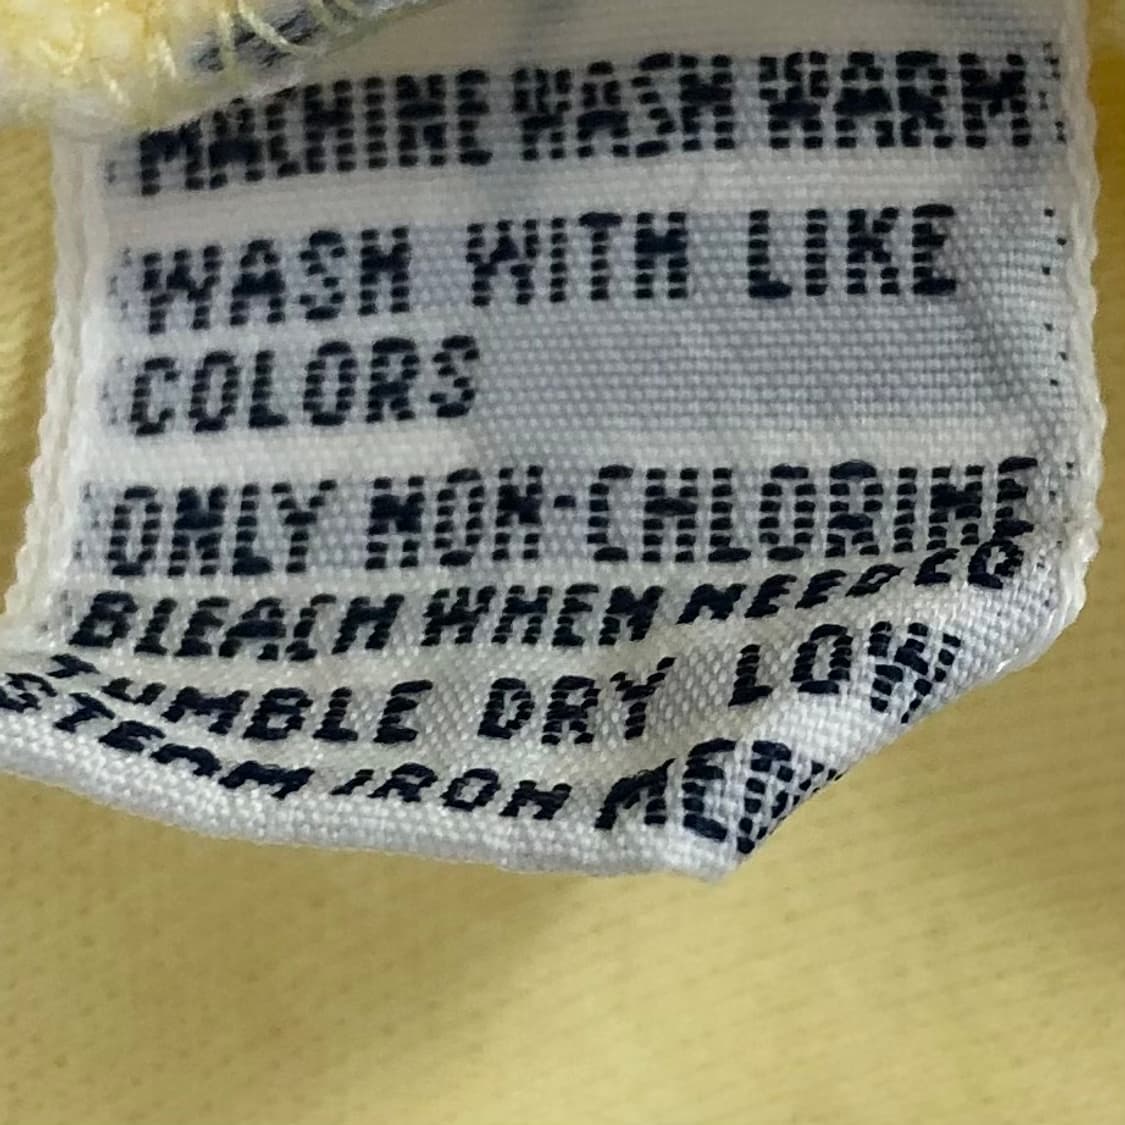 MACHINE WASH WARM
WASH WITH LIKE
COLORS
ONLY NON-CHLORINE
BLEACH WHEN NEEDED
TUMBLE DRY LOW
STEAM IRON